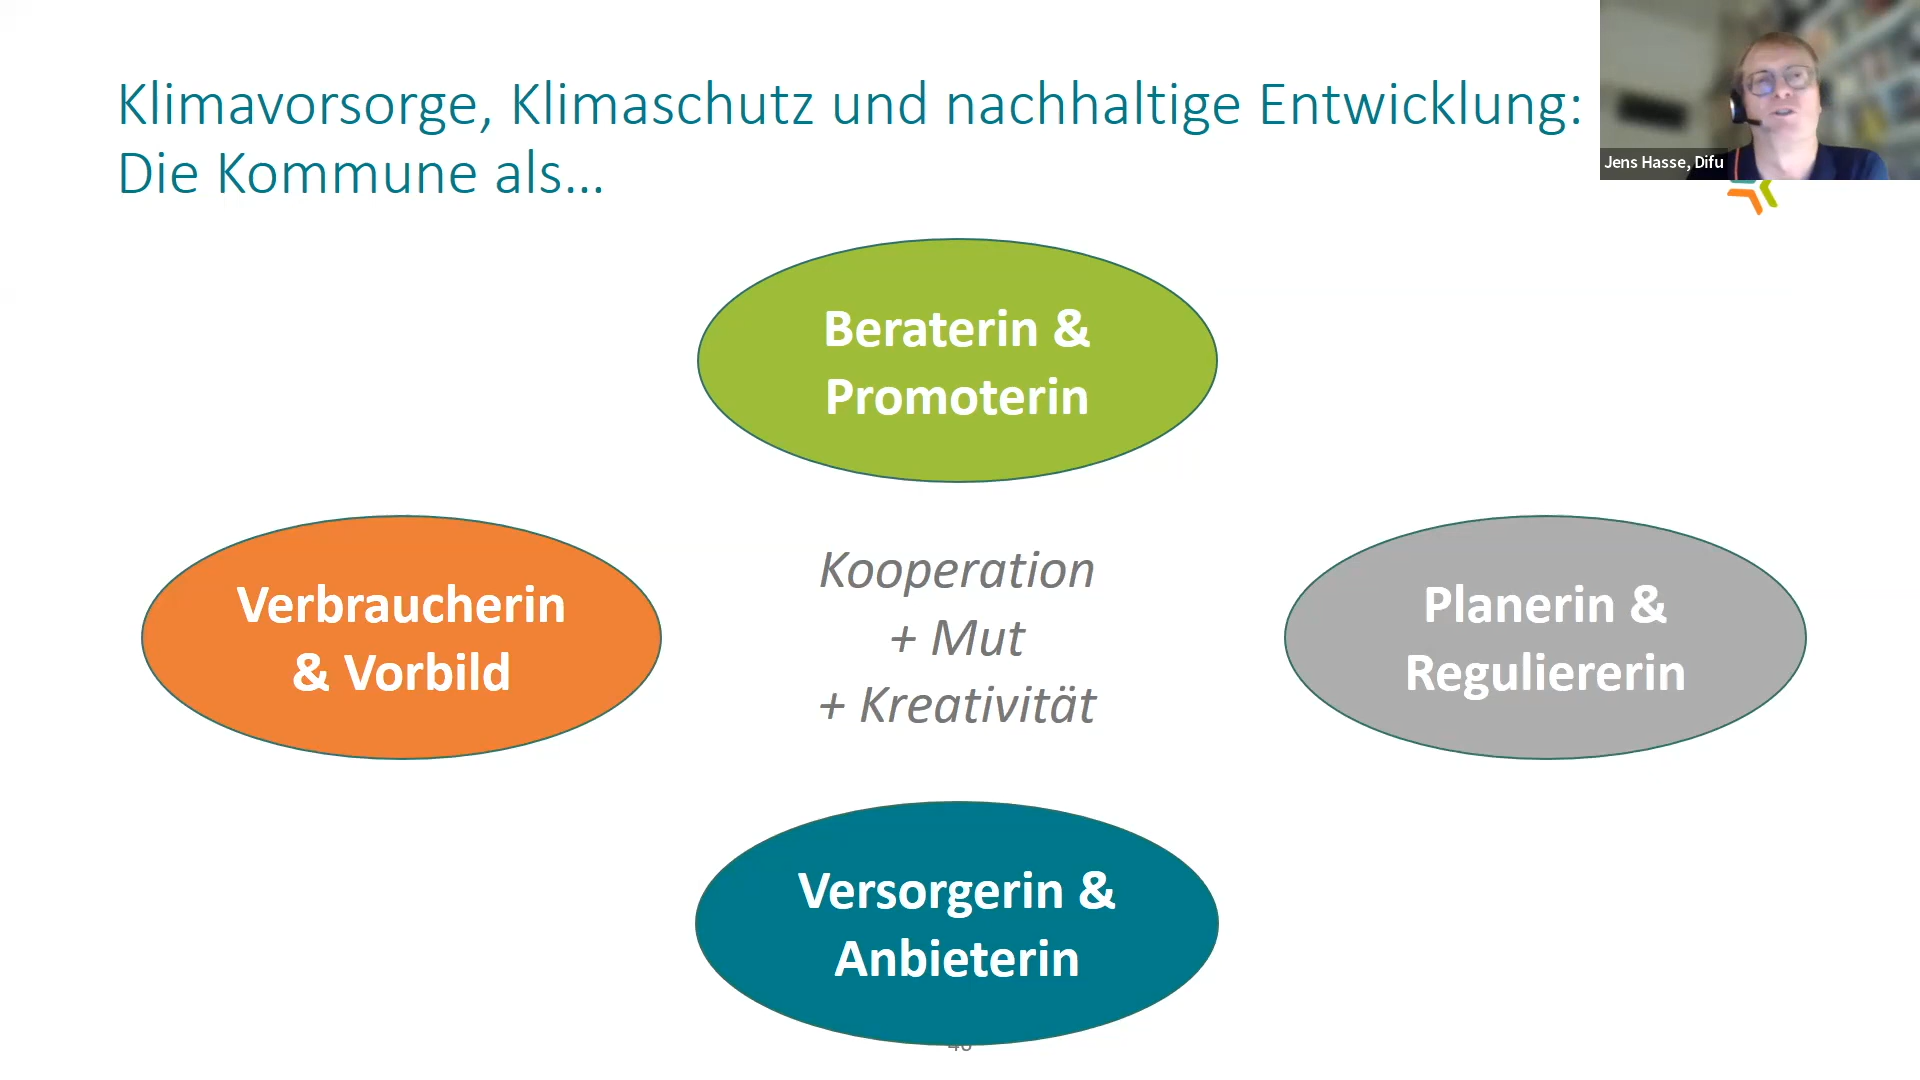 Klimavorsorge, Klimaschutz und nachhaltige Entwicklung:
Die Kommune als...
Jens Hasse, Difu
Beraterin &
Promoterin
Verbraucherin
& Vorbild
Kooperation
+ Mut
+ Kreativität
Planerin &
Reguliererin
Versorgerin &
Anbieterin